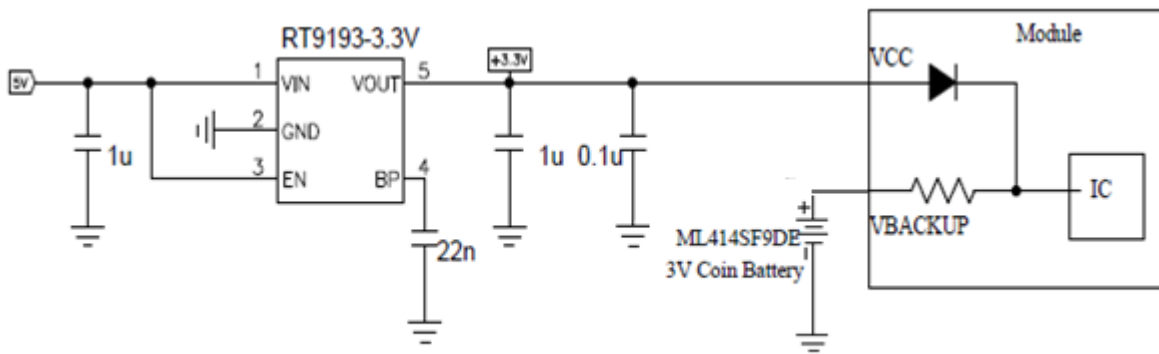 RT9193-3.3V
5V
1
VIN
VOUT
5
+3.3V
2
GND
3
EN
BP
4
1u
22n
1u
0.1u
Module
VCC
IC
VBACKUP
+
ML414SF9DE
3V Coin Battery